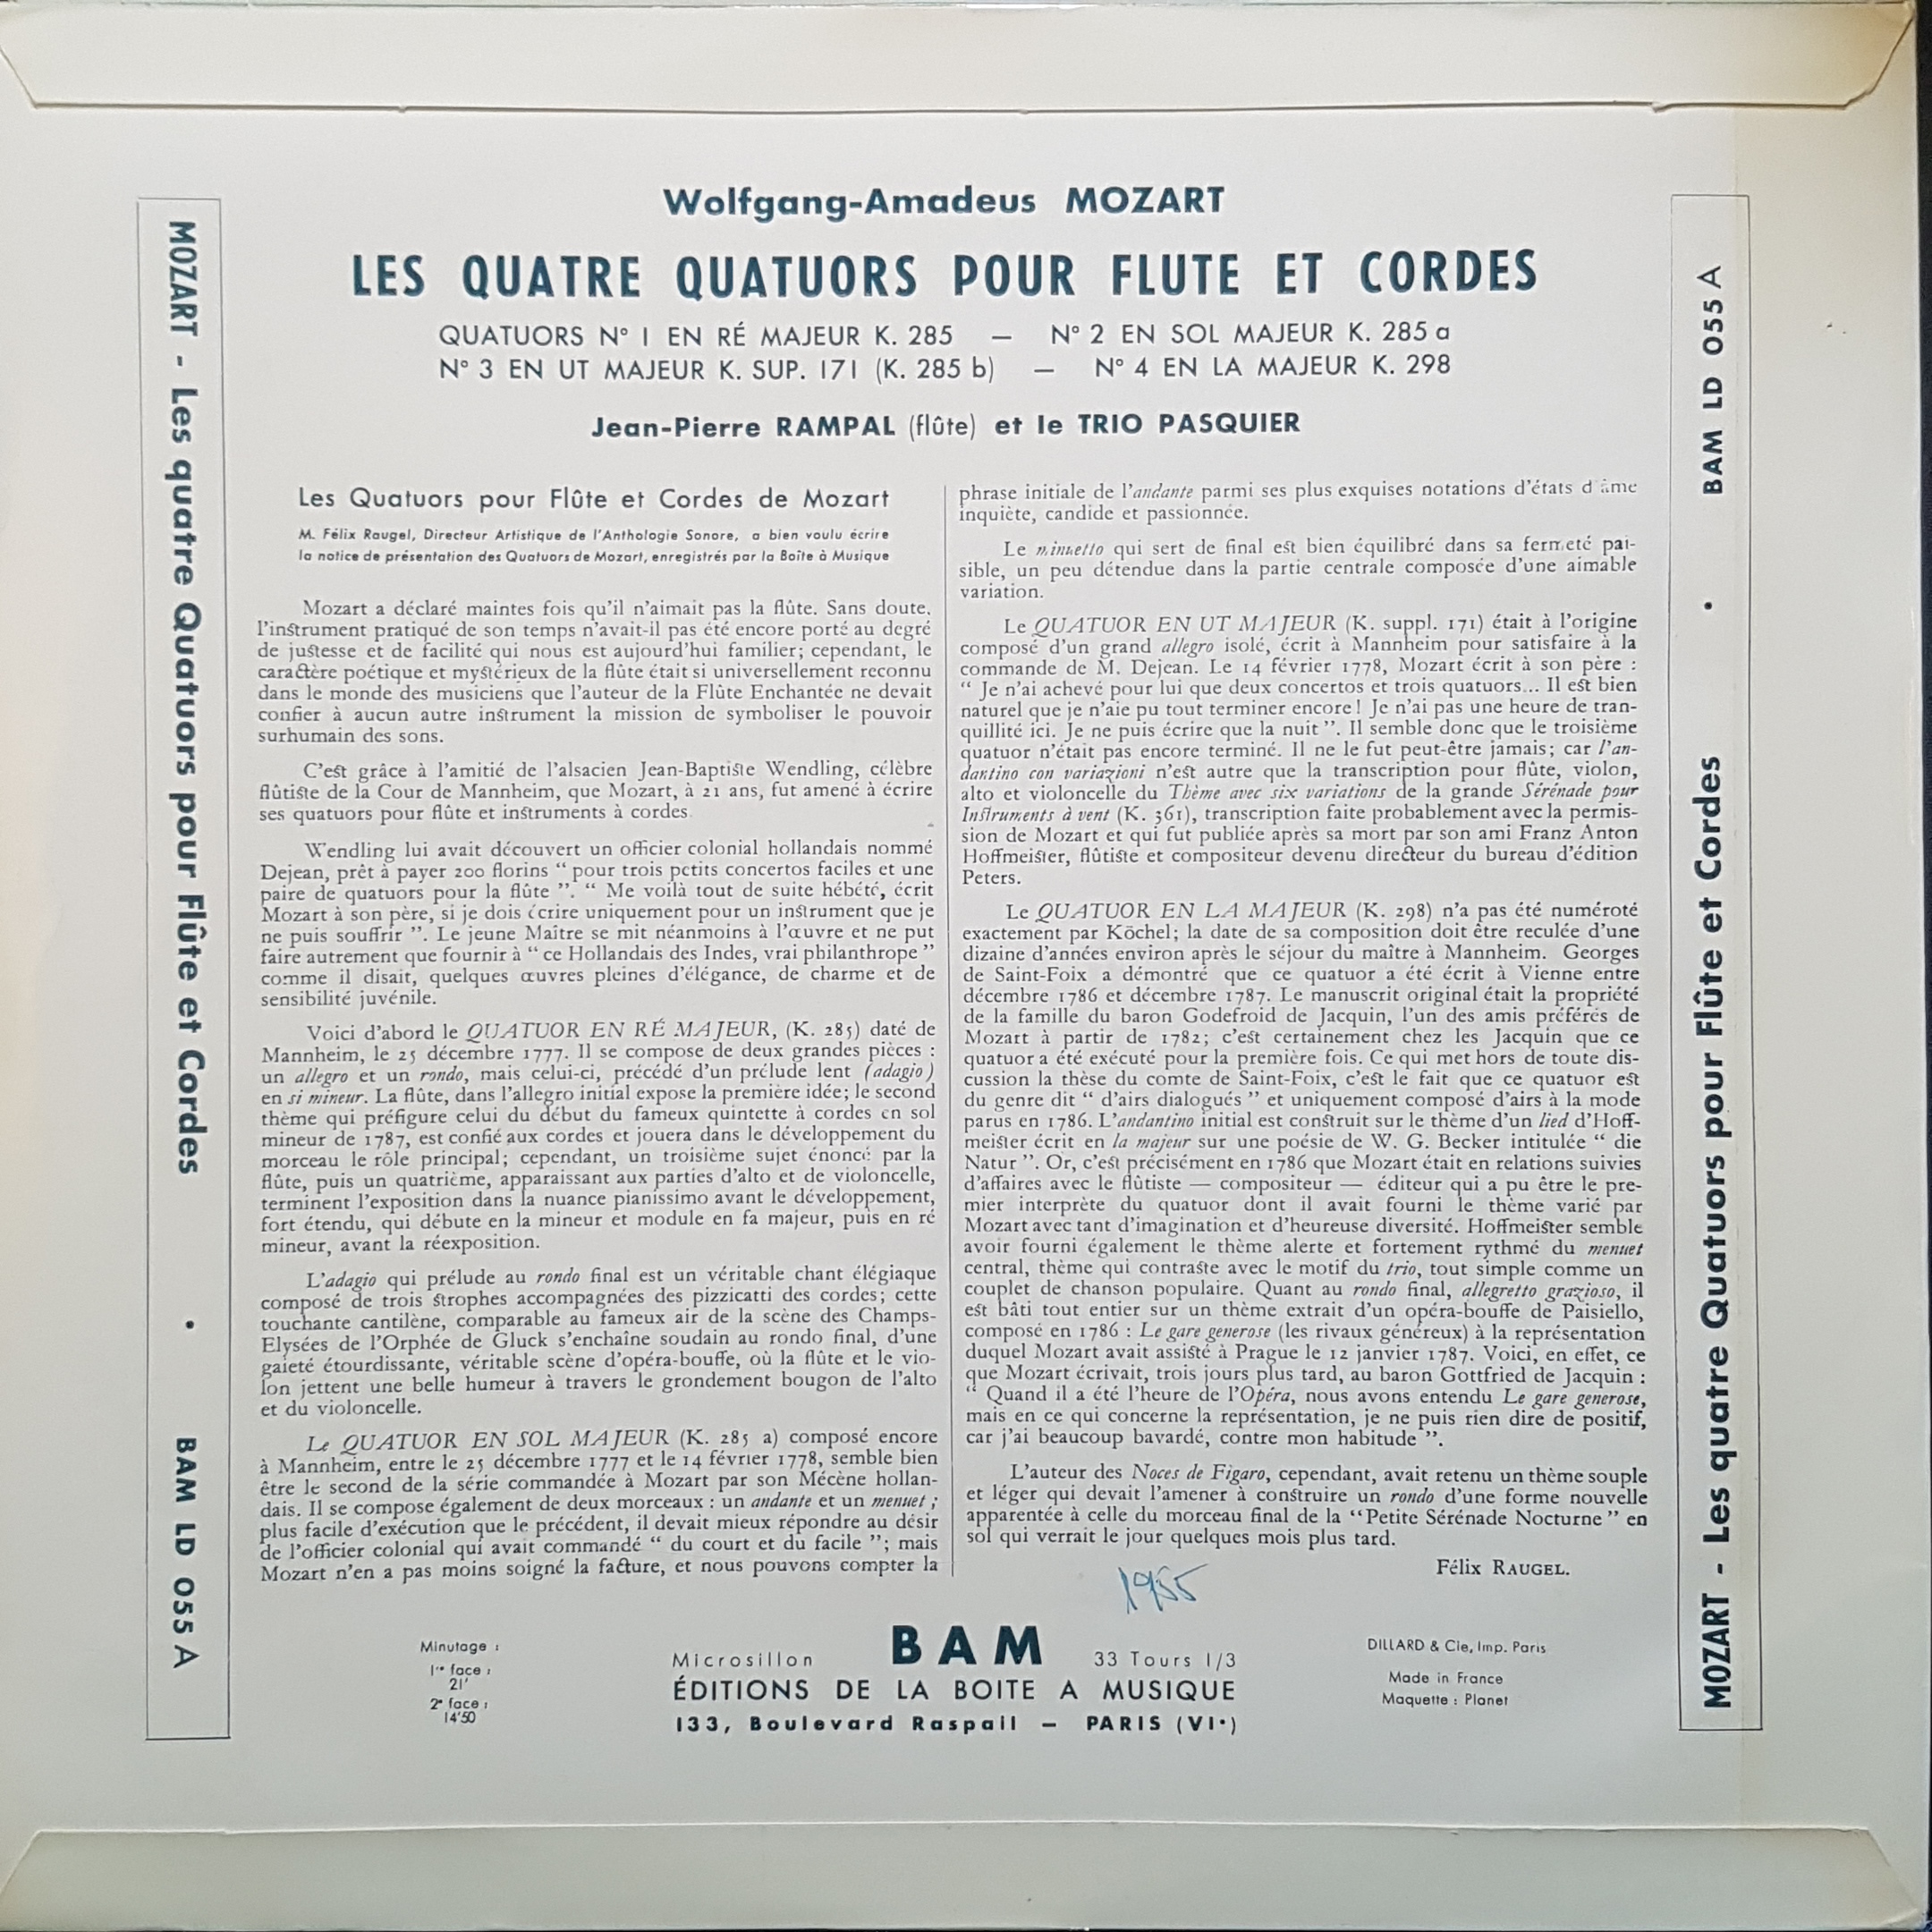 Wolfgang-Amadeus MOZART
LES QUATRE QUATUORS POUR FLUTE ET CORDES
QUATUORS N° 1 EN RÉ MAJEUR K. 285 — N° 2 EN SOL MAJEUR K. 285 a
N° 3 EN UT MAJEUR K. SUP. 171 (K. 285 b) — N° 4 EN LA MAJEUR K. 298
Jean-Pierre RAMPAL (flûte) et le TRIO PASQUIER
MOZART - Les quatre Quatuors pour Flûte et Cordes • BAM LD 055 A
Les Quatuors pour Flûte et Cordes de Mozart
M. Félix Raugel, Directeur Artistique de l'Anthologie Sonore, a bien voulu écrire
la notice de présentation des Quatuors de Mozart, enregistrés par la Boîte à Musique
Mozart a déclaré maintes fois qu'il n'aimait pas la flûte. Sans doute,
l'instrument pratiqué de son temps n'avait-il pas été encore porté au degré
de justesse et de facilité qui nous est aujourd'hui familier; cependant, le
caractère poétique et mystérieux de la flûte était si universellement reconnu
dans le monde des musiciens que l'auteur de la Flûte Enchantée ne devait
confier à aucun autre instrument la mission de symboliser le pouvoir
surhumain des sons.
C'est grâce à l'amitié de l'alsacien Jean-Baptiste Wendling, célèbre
flûtiste de la Cour de Mannheim, que Mozart, à 21 ans, fut amené à écrire
ses quatuors pour flûte et instruments à cordes.
Wendling lui avait découvert un officier colonial hollandais nommé
Dejean, prêt à payer 200 florins “ pour trois petits concertos faciles et une
paire de quatuors pour la flûte ”. “ Me voilà tout de suite hébété, écrit
Mozart à son père, si je dois écrire uniquement pour un instrument que je
ne puis souffrir ”. Le jeune Maître se mit néanmoins à l'œuvre et ne put
faire autrement que fournir à “ ce Hollandais des Indes, vrai philanthrope ”
comme il disait, quelques œuvres pleines d'élégance, de charme et de
sensibilité juvénile.
Voici d'abord le QUATUOR EN RÉ MAJEUR, (K. 285) daté de
Mannheim, le 25 décembre 1777. Il se compose de deux grandes pièces :
un allegro et un rondo, mais celui-ci, précédé d'un prélude lent (adagio)
en si mineur. La flûte, dans l'allegro initial expose la première idée; le second
thème qui préfigure celui du début du fameux quintette à cordes en sol
mineur de 1787, est confié aux cordes et jouera dans le développement du
morceau le rôle principal; cependant, un troisième sujet énoncé par la
flûte, puis un quatrième, apparaissant aux parties d'alto et de violoncelle,
terminent l'exposition dans la nuance pianissimo avant le développement,
fort étendu, qui débute en la mineur et module en fa majeur, puis en ré
mineur, avant la réexposition.
L'adagio qui prélude au rondo final est un véritable chant élégiaque
composé de trois strophes accompagnées des pizzicatti des cordes; cette
touchante cantilène, comparable au fameux air de la scène des Champs-
Elysées de l'Orphée de Gluck s'enchaîne soudain au rondo final, d'une
gaieté étourdissante, véritable scène d'opéra-bouffe, où la flûte et le vio-
lon jettent une belle humeur à travers le grondement bougon de l'alto
et du violoncelle.
Le QUATUOR EN SOL MAJEUR (K. 285 a) composé encore
à Mannheim, entre le 25 décembre 1777 et le 14 février 1778, semble bien
être le second de la série commandée à Mozart par son Mécène hollan-
dais. Il se compose également de deux morceaux : un andante et un menuet ;
plus facile d'exécution que le précédent, il devait mieux répondre au désir
de l'officier colonial qui avait commandé “ du court et du facile ”; mais
Mozart n'en a pas moins soigné la facture, et nous pouvons compter la
phrase initiale de l'andante parmi ses plus exquises notations d'états d'âme
inquiète, candide et passionnée.
Le minuetto qui sert de final est bien équilibré dans sa fermeté pai-
sible, un peu détendue dans la partie centrale composée d'une aimable
variation.
Le QUATUOR EN UT MAJEUR (K. suppl. 171) était à l'origine
composé d'un grand allegro isolé, écrit à Mannheim pour satisfaire à la
commande de M. Dejean. Le 14 février 1778, Mozart écrit à son père :
“ Je n'ai achevé pour lui que deux concertos et trois quatuors... Il est bien
naturel que je n'aie pu tout terminer encore! Je n'ai pas une heure de tran-
quillité ici. Je ne puis écrire que la nuit ”. Il semble donc que le troisième
quatuor n'était pas encore terminé. Il ne le fut peut-être jamais; car l'an-
dantino con variazioni n'est autre que la transcription pour flûte, violon,
alto et violoncelle du Thème avec six variations de la grande Sérénade pour
Instruments à vent (K. 361), transcription faite probablement avec la permis-
sion de Mozart et qui fut publiée après sa mort par son ami Franz Anton
Hoffmeister, flûtiste et compositeur devenu directeur du bureau d'édition
Peters.
Le QUATUOR EN LA MAJEUR (K. 298) n'a pas été numéroté
exactement par Köchel; la date de sa composition doit être reculée d'une
dizaine d'années environ après le séjour du maître à Mannheim. Georges
de Saint-Foix a démontré que ce quatuor a été écrit à Vienne entre
décembre 1786 et décembre 1787. Le manuscrit original était la propriété
de la famille du baron Godefroid de Jacquin, l'un des amis préférés de
Mozart à partir de 1782; c'est certainement chez les Jacquin que ce
quatuor a été exécuté pour la première fois. Ce qui met hors de toute dis-
cussion la thèse du comte de Saint-Foix, c'est le fait que ce quatuor est
du genre dit “ d'airs dialogués ” et uniquement composé d'airs à la mode
parus en 1786. L'andantino initial est construit sur le thème d'un lied d'Hoff-
meister écrit en la majeur sur une poésie de W. G. Becker intitulée “ die
Natur ”. Or, c'est précisément en 1786 que Mozart était en relations suivies
d'affaires avec le flûtiste — compositeur — éditeur qui a pu être le pre-
mier interprète du quatuor dont il avait fourni le thème varié par
Mozart avec tant d'imagination et d'heureuse diversité. Hoffmeister semble
avoir fourni également le thème alerte et fortement rythmé du menuet
central, thème qui contraste avec le motif du trio, tout simple comme un
couplet de chanson populaire. Quant au rondo final, allegretto grazioso, il
est bâti tout entier sur un thème extrait d'un opéra-bouffe de Paisiello,
composé en 1786 : Le gare generose (les rivaux généreux) à la représentation
duquel Mozart avait assisté à Prague le 12 janvier 1787. Voici, en effet, ce
que Mozart écrivait, trois jours plus tard, au baron Gottfried de Jacquin :
“ Quand il a été l'heure de l'Opéra, nous avons entendu Le gare generose,
mais en ce qui concerne la représentation, je ne puis rien dire de positif,
car j'ai beaucoup bavardé, contre mon habitude ”.
L'auteur des Noces de Figaro, cependant, avait retenu un thème souple
et léger qui devait l'amener à construire un rondo d'une forme nouvelle
apparentée à celle du morceau final de la “Petite Sérénade Nocturne” en
sol qui verrait le jour quelques mois plus tard.
Félix RAUGEL.
1955
Minutage :
1re face :
21'
2e face :
14'50
Microsillon BAM 33 Tours 1/3
ÉDITIONS DE LA BOITE A MUSIQUE
133, Boulevard Raspail — PARIS (VIe)
DILLARD & Cie, Imp. Paris
Made in France
Maquette : Planet
MOZART - Les quatre Quatuors pour Flûte et Cordes • BAM LD 055 A